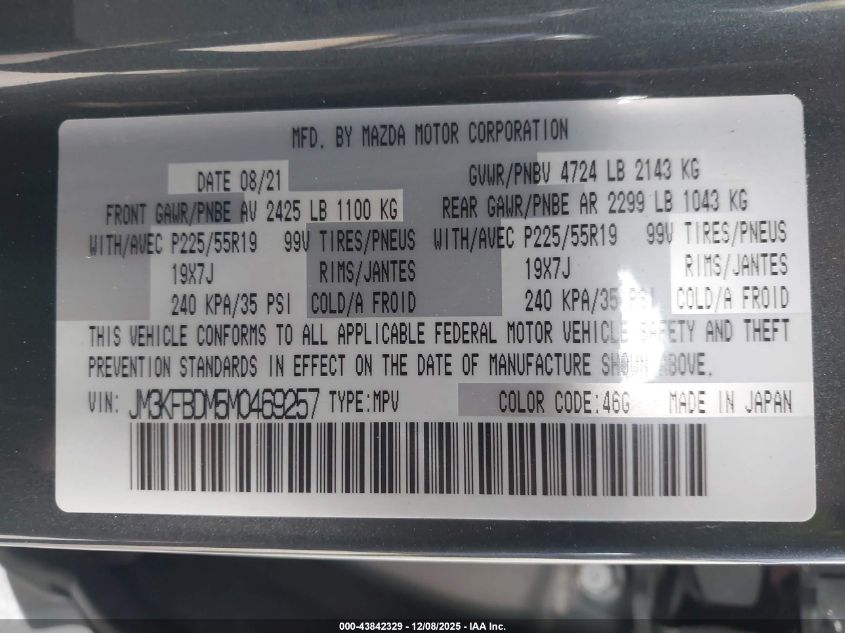 MFD. BY MAZDA MOTOR CORPORATION
DATE 08/21 GVWR/PNBV 4724 LB 2143 KG
FRONT GAWR/PNBE AV 2425 LB 1100 KG REAR GAWR/PNBE AR 2299 LB 1043 KG
WITH/AVEC P225/55R19 99V TIRES/PNEUS WITH/AVEC P225/55R19 99V TIRES/PNEUS
19X7J RIMS/JANTES 19X7J RIMS/JANTES
240 KPA/35 PSI COLD/A FROID 240 KPA/35 PSI COLD/A FROID
THIS VEHICLE CONFORMS TO ALL APPLICABLE FEDERAL MOTOR VEHICLE SAFETY AND THEFT
PREVENTION STANDARDS IN EFFECT ON THE DATE OF MANUFACTURE SHOWN ABOVE.
VIN: JM3KFBDM5M0469257 TYPE:MPV COLOR CODE:46G MADE IN JAPAN
000-43842329 - 12/08/2025 - IAA Inc.